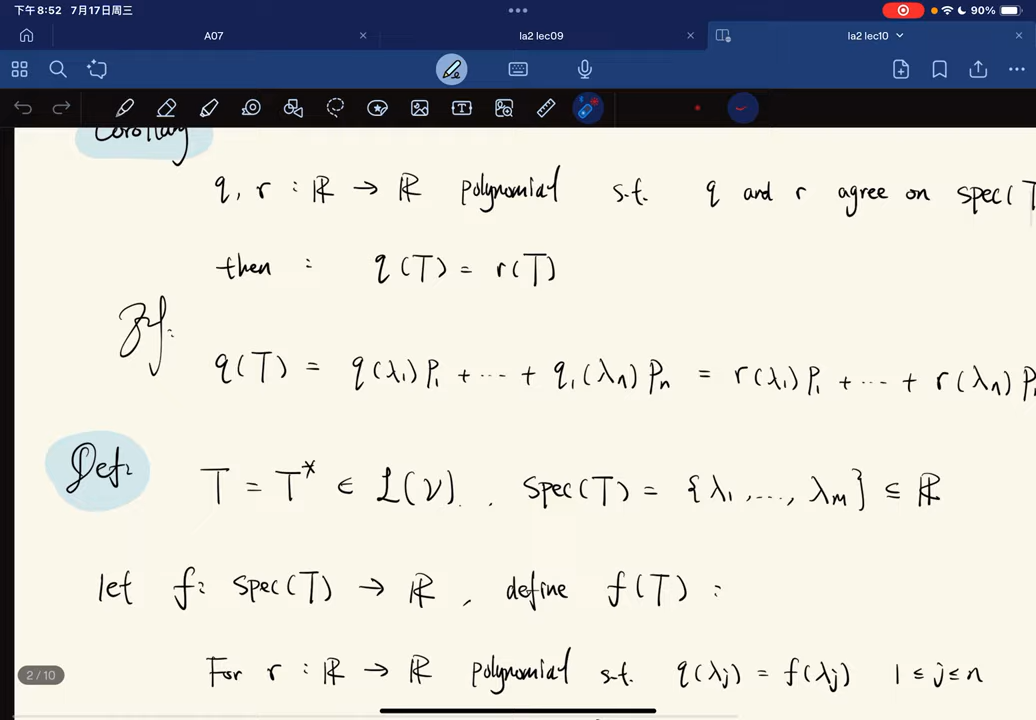 下午8:52 7月17日周三
90%
A07
la2 lec09
la2 lec10
Corollary
q, r : ℝ → ℝ polynomial s.t. q and r agree on spec(T
then : q(T) = r(T)
Pf:
q(T) = q(λ₁)P₁ + ... + q₁(λₙ)Pₙ = r(λ₁)P₁ + ... + r(λₙ)P
Def:
T = T* ∈ L(V). , Spec(T) = {λ₁,...,λₘ} ⊆ ℝ
let f: spec(T) → ℝ , define f(T) :
For r : ℝ → ℝ polynomial s.t. q(λj) = f(λj) 1 ≤ j ≤ n
2 / 10